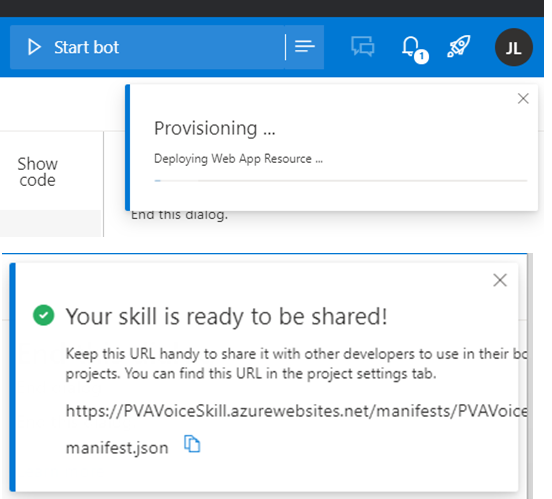 Start bot
1
JL
Provisioning ...
Deploying Web App Resource ...
Show
code
End this dialog.
Your skill is ready to be shared!
Keep this URL handy to share it with other developers to use in their bo
projects. You can find this URL in the project settings tab.
https://PVAVoiceSkill.azurewebsites.net/manifests/PVAVoice
manifest.json